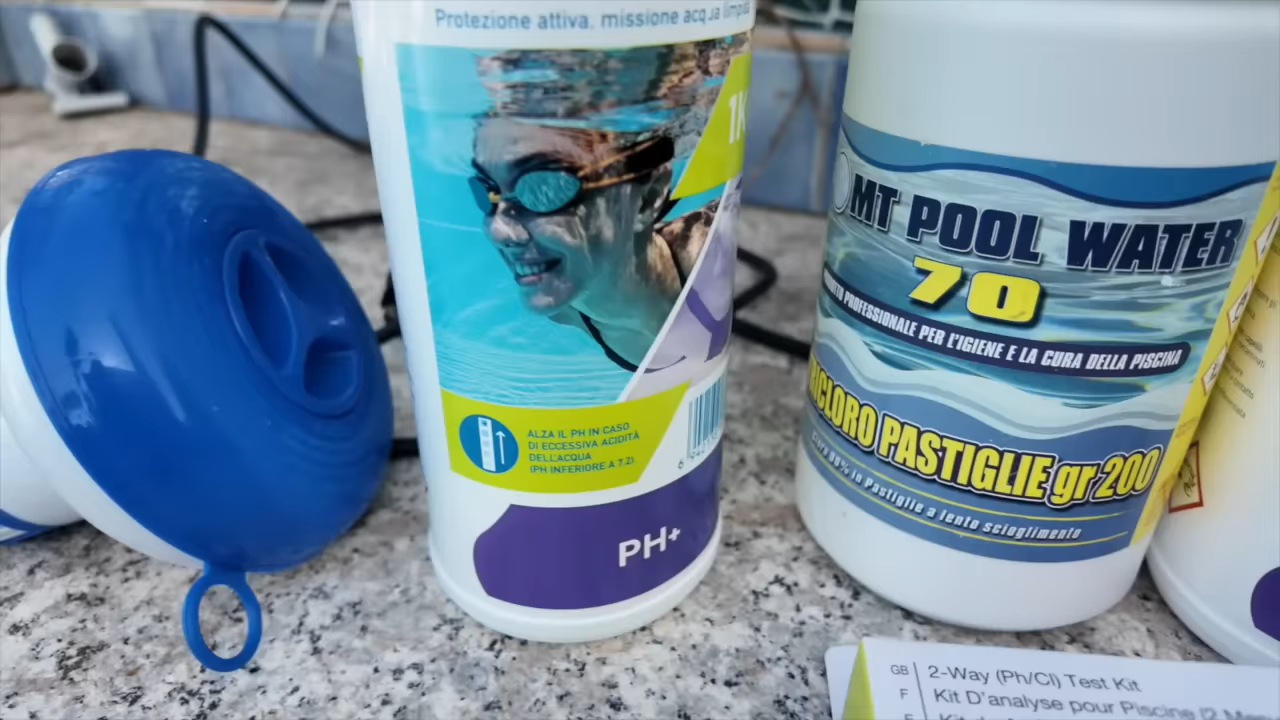 Protezione attiva, missione acqua limpida
ALZA IL PH IN CASO
DI ECCESSIVA ACIDITÀ
DELL'ACQUA
(PH INFERIORE A 7.2).
PH+
MT POOL WATER
70
PROFESSIONALE PER L'IGIENE E LA CURA DELLA PISCINA
PASTIGLIE gr 200
90% in Pastiglie a lento scioglimento
GB 2-Way (Ph/Cl) Test Kit
F Kit D'analyse pour Piscine